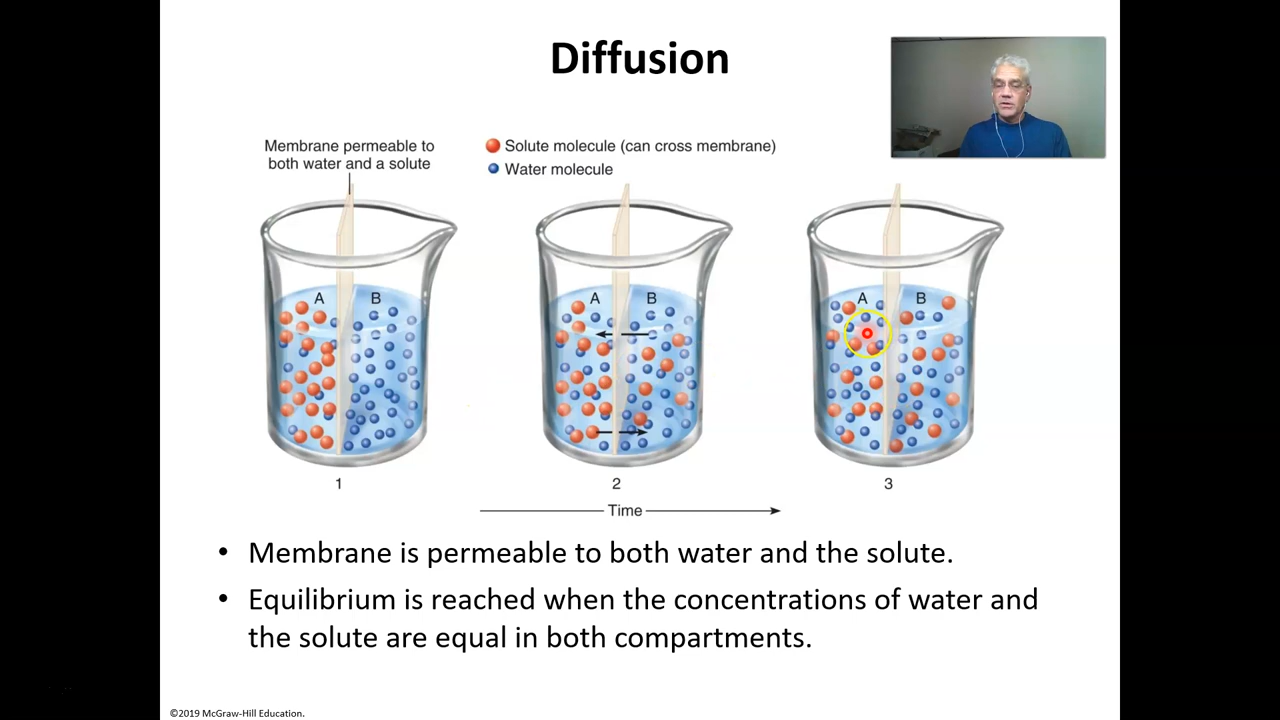 Diffusion
Membrane permeable to
both water and a solute
Solute molecule (can cross membrane)
Water molecule
A B
A B
A B
1
2
3
Time
• Membrane is permeable to both water and the solute.
• Equilibrium is reached when the concentrations of water and
the solute are equal in both compartments.
©2019 McGraw-Hill Education.